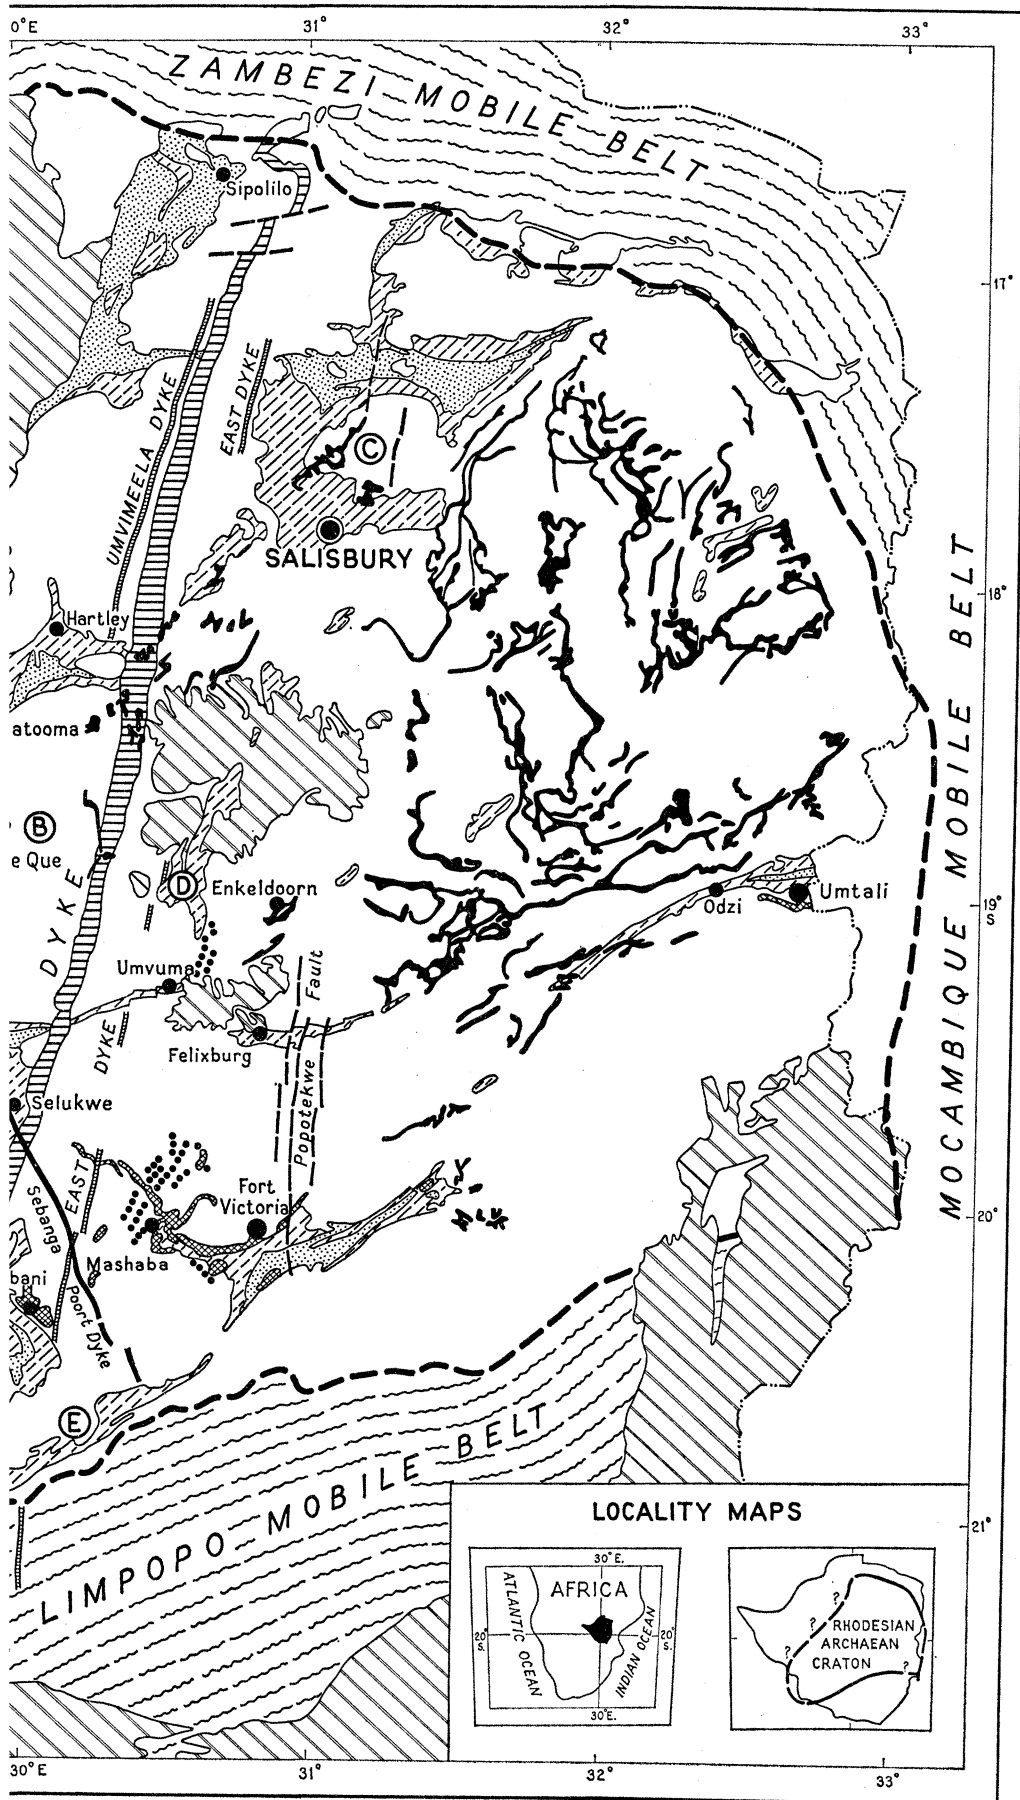 0°E 31° 32° 33°
ZAMBEZI MOBILE BELT
Sipolilo
17°
EAST DYKE
UMVIMEELA DYKE
C
SALISBURY
18°
Hartley
MOCAMBIQUE MOBILE BELT
atooma
B
e Que
D
Enkeldoorn
Odzi
Umtali
19°
S
DYKE
Umvuma
Fault
DYKE
Felixburg
Popotekwe
Selukwe
EAST
Sebanga
Poort Dyke
Fort
Victoria
20°
Mashaba
bani
E
LIMPOPO MOBILE BELT
LOCALITY MAPS
21°
30°E.
AFRICA
ATLANTIC OCEAN
INDIAN OCEAN
20°
S.
20°
S.
30°E.
?
?
RHODESIAN
ARCHAEAN
CRATON
?
?
30°E 31° 32° 33°